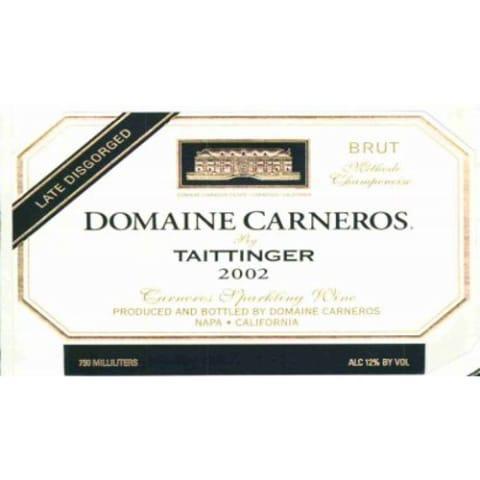 LATE DISGORGED
BRUT
Méthode
Champenoise
DOMAINE CARNEROS.
By
TAITTINGER
2002
Carneros Sparkling Wine
PRODUCED AND BOTTLED BY DOMAINE CARNEROS
NAPA • CALIFORNIA
750 MILLILITERS
ALC 12% BY VOL